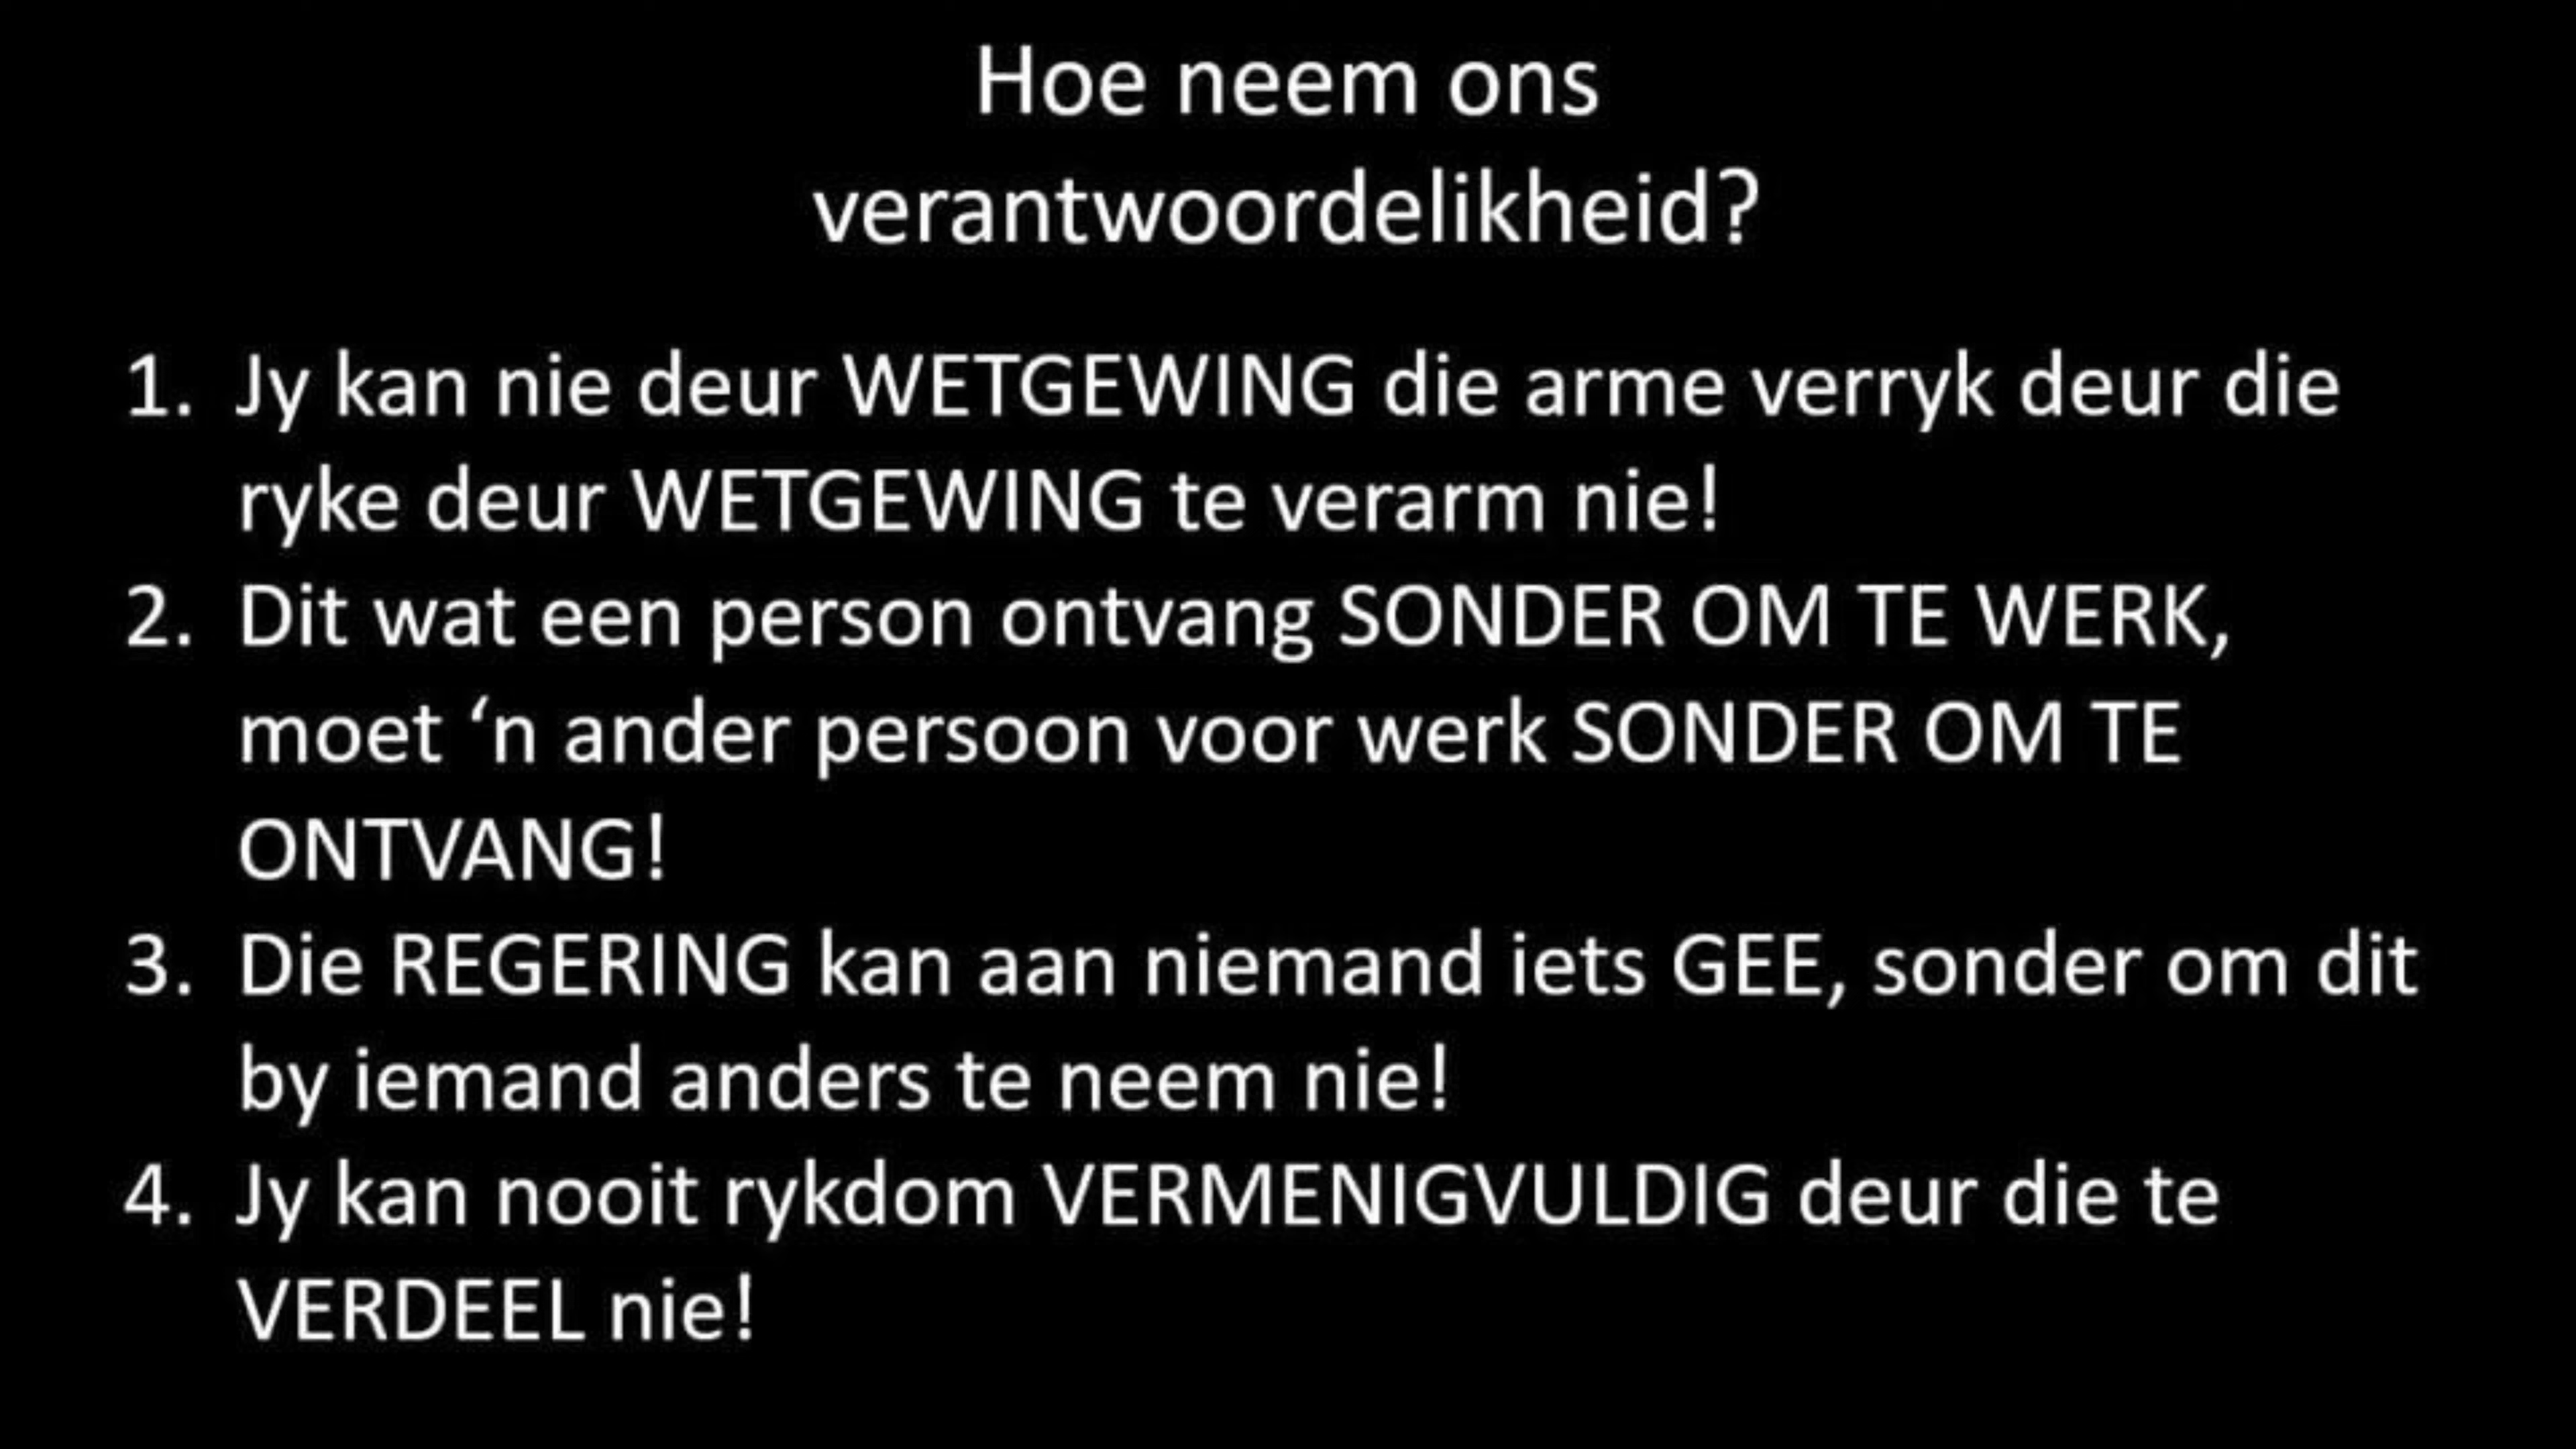 Hoe neem ons
verantwoordelikheid?
1. Jy kan nie deur WETGEWING die arme verryk deur die
ryke deur WETGEWING te verarm nie!
2. Dit wat een person ontvang SONDER OM TE WERK,
moet ‘n ander persoon voor werk SONDER OM TE
ONTVANG!
3. Die REGERING kan aan niemand iets GEE, sonder om dit
by iemand anders te neem nie!
4. Jy kan nooit rykdom VERMENIGVULDIG deur die te
VERDEEL nie!